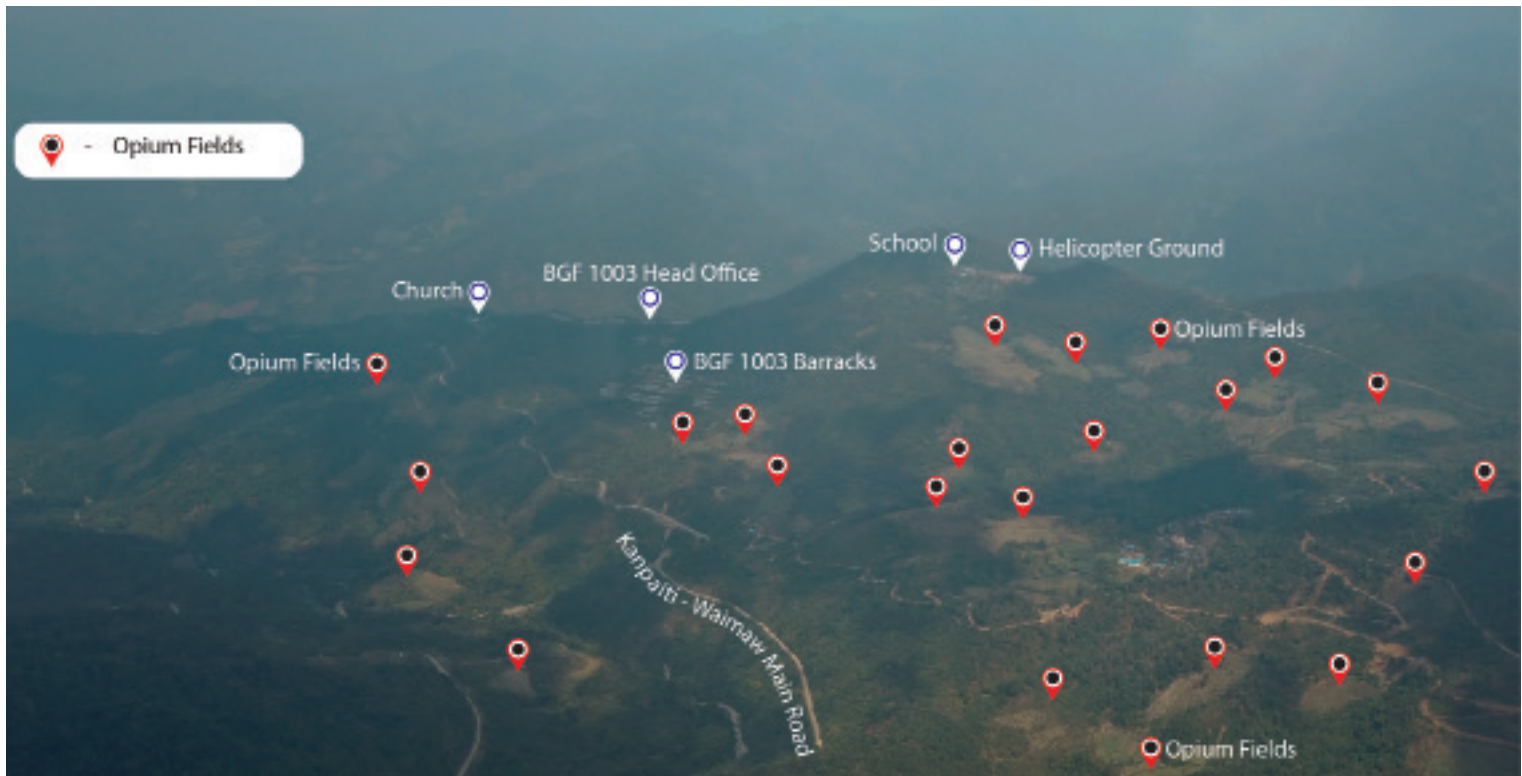 - Opium Fields
School
Helicopter Ground
BGF 1003 Head Office
Church
Opium Fields
Opium Fields
BGF 1003 Barracks
Kanpaiti - Waimaw Main Road
Opium Fields